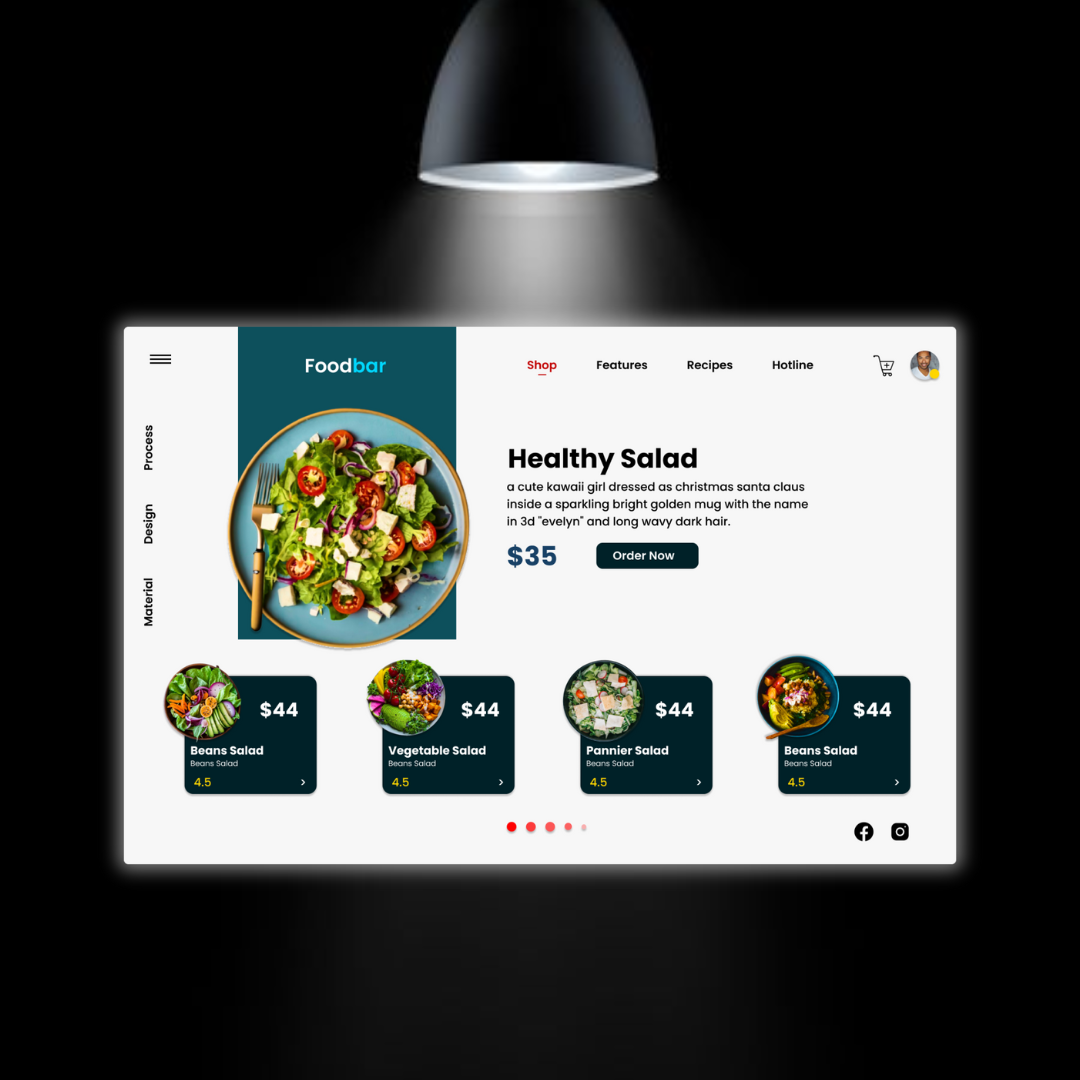 Foodbar
Shop Features Recipes Hotline
Process
Design
Material
Healthy Salad
a cute kawaii girl dressed as christmas santa claus
inside a sparkling bright golden mug with the name
in 3d "evelyn" and long wavy dark hair.
$35 Order Now
$44
Beans Salad
Beans Salad
4.5 ›
$44
Vegetable Salad
Beans Salad
4.5 ›
$44
Pannier Salad
Beans Salad
4.5 ›
$44
Beans Salad
Beans Salad
4.5 ›